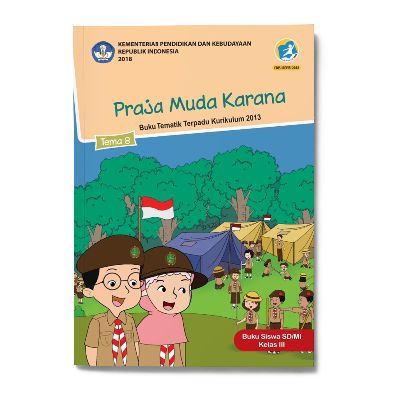 KEMENTERIAN PENDIDIKAN DAN KEBUDAYAAN
REPUBLIK INDONESIA
2018
Praja Muda Karana
Buku Tematik Terpadu Kurikulum 2013
Tema 8
Buku Siswa SD/MI
Kelas III